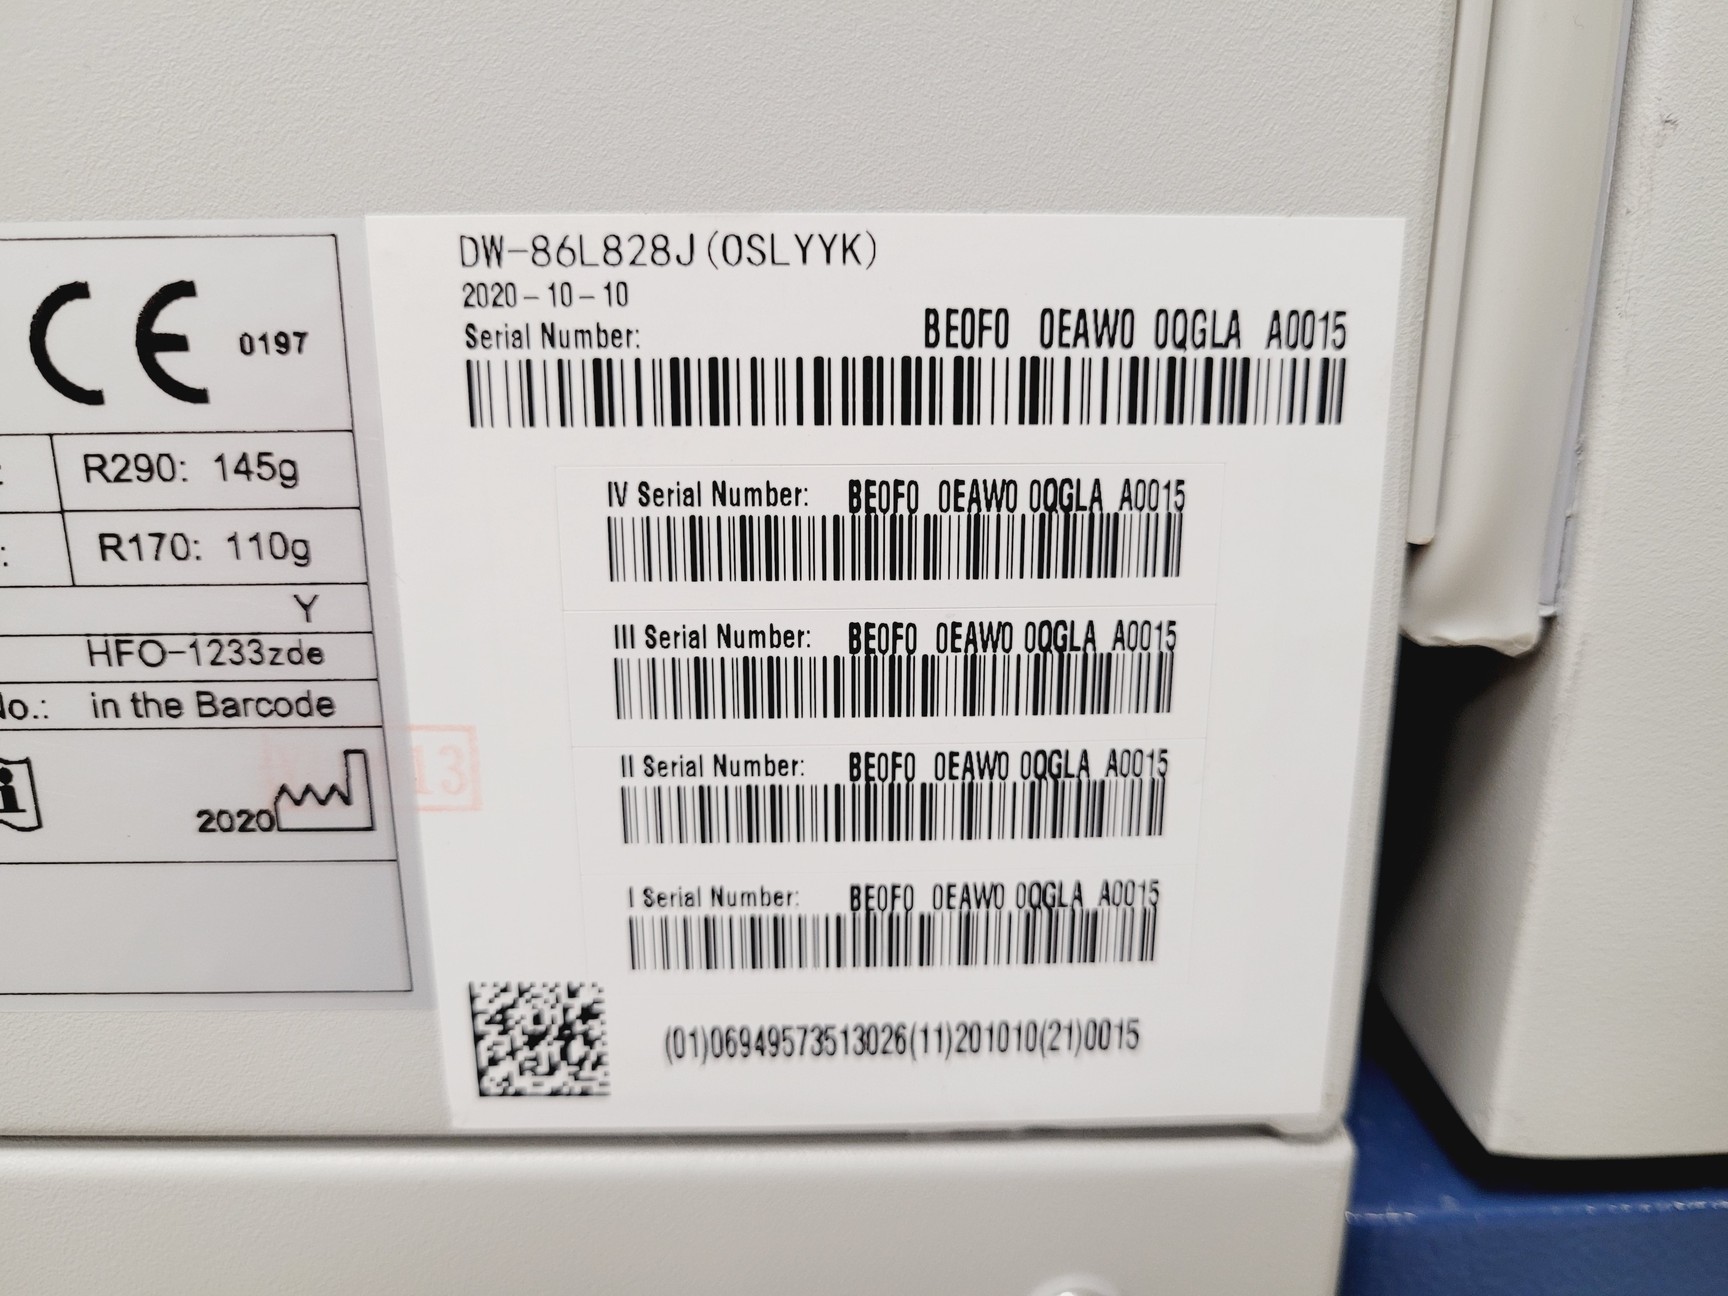 CE 0197
R290: 145g
R170: 110g
Y
HFO-1233zde
No.: in the Barcode
2020
DW-86L828J(0SLYYK)
2020-10-10
Serial Number: BE0F0 0EAW0 0QGLA A0015
IV Serial Number: BE0F0 0EAW0 0QGLA A0015
III Serial Number: BE0F0 0EAW0 0QGLA A0015
II Serial Number: BE0F0 0EAW0 0QGLA A0015
I Serial Number: BE0F0 0EAW0 0QGLA A0015
(01)06949573513026(11)201010(21)0015